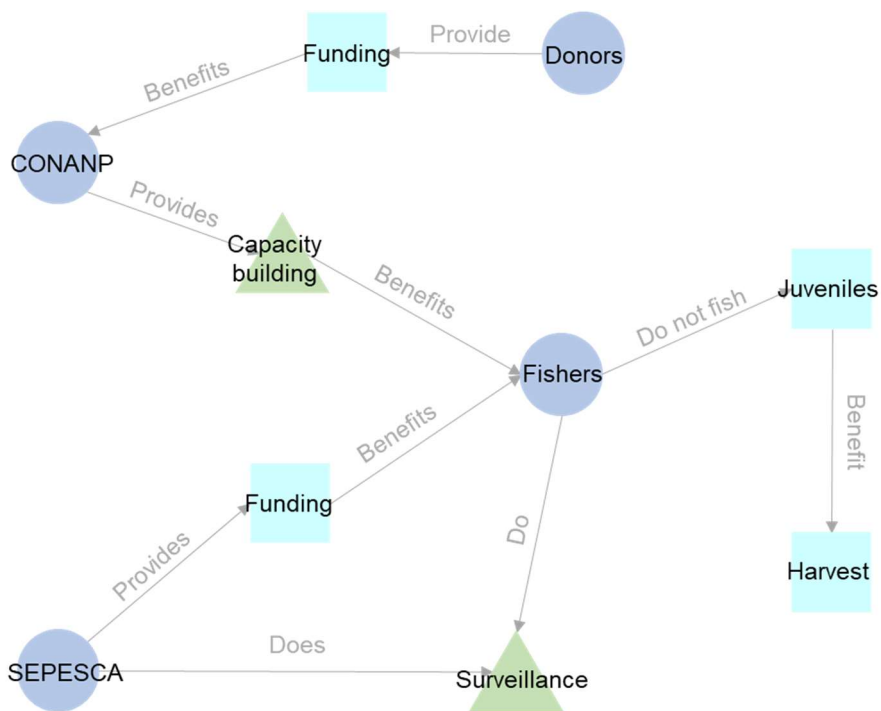 Funding
Provide
Donors
Benefits
CONANP
Provides
Capacity
building
Benefits
Juveniles
Do not fish
Fishers
Benefits
Benefit
Funding
Provides
Do
Harvest
SEPESCA
Does
Surveillance